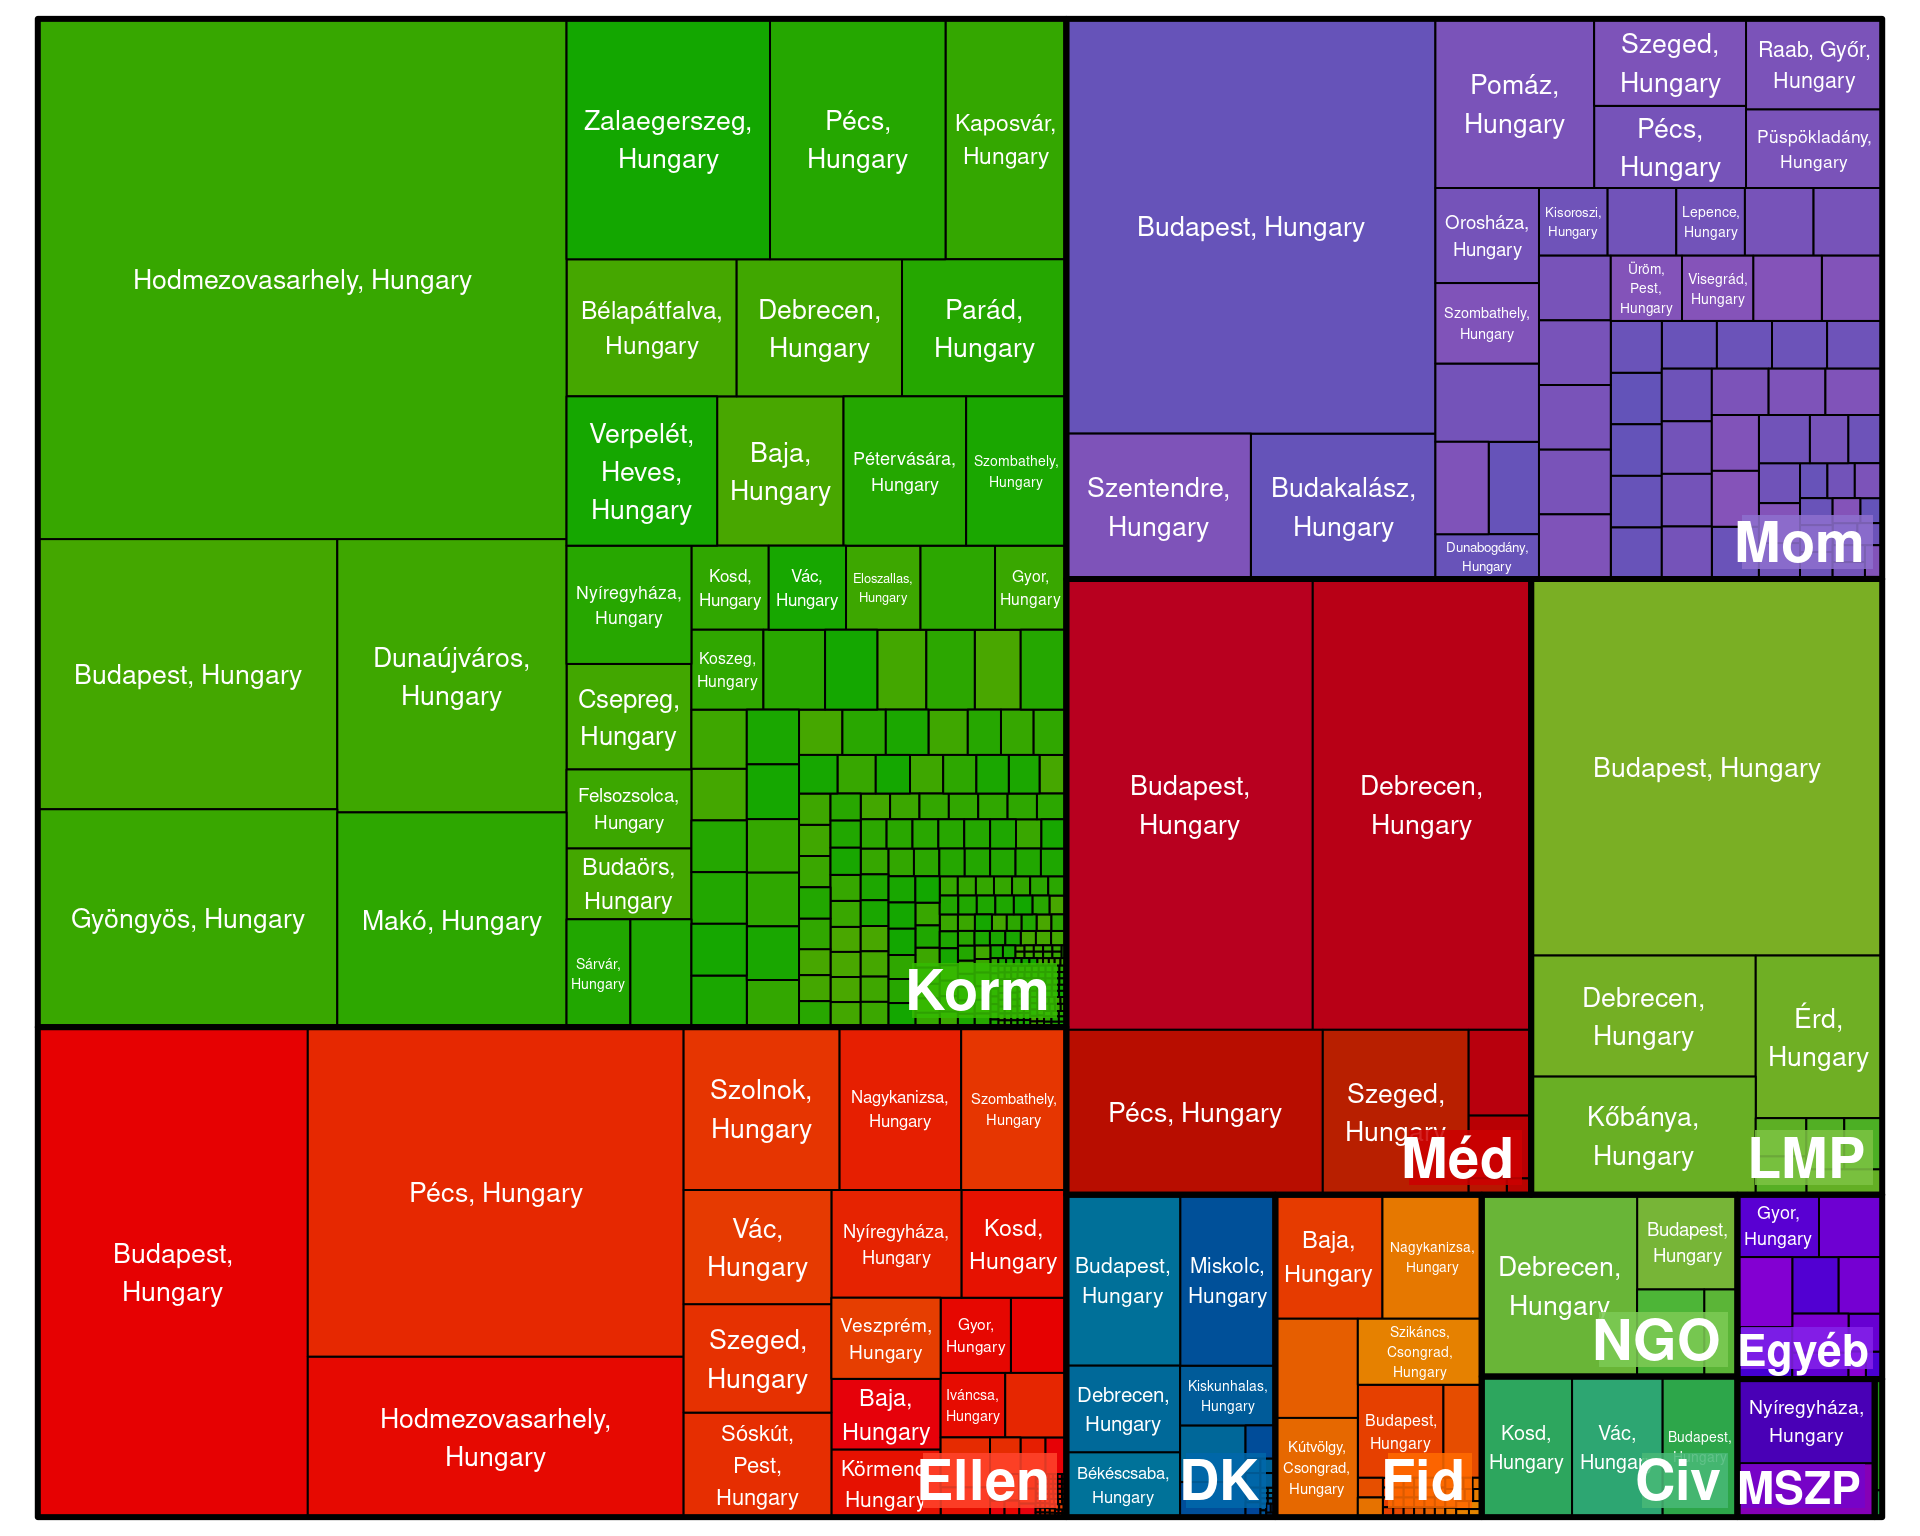 Hodmezovasarhely, Hungary
Zalaegerszeg,
Hungary
Pécs,
Hungary
Kaposvár,
Hungary
Bélapátfalva,
Hungary
Debrecen,
Hungary
Parád,
Hungary
Verpelét,
Heves,
Hungary
Baja,
Hungary
Pétervására,
Hungary
Szombathely,
Hungary
Budapest, Hungary
Dunaújváros,
Hungary
Gyöngyös, Hungary
Makó, Hungary
Nyíregyháza,
Hungary
Kosd,
Hungary
Vác,
Hungary
Eloszallas,
Hungary
Gyor,
Hungary
Koszeg,
Hungary
Csepreg,
Hungary
Felsozsolca,
Hungary
Budaörs,
Hungary
Sárvár,
Hungary
Korm
Budapest, Hungary
Pomáz,
Hungary
Szeged,
Hungary
Raab, Győr,
Hungary
Pécs,
Hungary
Püspökladány,
Hungary
Orosháza,
Hungary
Kisoroszi,
Hungary
Lepence,
Hungary
Üröm,
Pest,
Hungary
Visegrád,
Hungary
Szombathely,
Hungary
Szentendre,
Hungary
Budakalász,
Hungary
Dunabogdány,
Hungary
Mom
Budapest,
Hungary
Debrecen,
Hungary
Pécs, Hungary
Szeged,
Hungary
Méd
Budapest, Hungary
Debrecen,
Hungary
Érd,
Hungary
Kőbánya,
Hungary
LMP
Budapest,
Hungary
Pécs, Hungary
Hodmezovasarhely,
Hungary
Szolnok,
Hungary
Nagykanizsa,
Hungary
Szombathely,
Hungary
Vác,
Hungary
Nyíregyháza,
Hungary
Kosd,
Hungary
Szeged,
Hungary
Veszprém,
Hungary
Gyor,
Hungary
Baja,
Hungary
Iváncsa,
Hungary
Sóskút,
Pest,
Hungary
Körmend
Hungary
Ellen
Budapest,
Hungary
Miskolc,
Hungary
Debrecen,
Hungary
Kiskunhalas,
Hungary
Békéscsaba,
Hungary
DK
Baja,
Hungary
Nagykanizsa,
Hungary
Szikáncs,
Csongrad,
Hungary
Kútvölgy,
Csongrad,
Hungary
Budapest,
Hungary
Fid
Debrecen,
Hungary
Budapest,
Hungary
NGO
Gyor,
Hungary
Egyéb
Kosd,
Hungary
Vác,
Hungary
Budapest,
Hungary
Civ
Nyíregyháza,
Hungary
MSZP